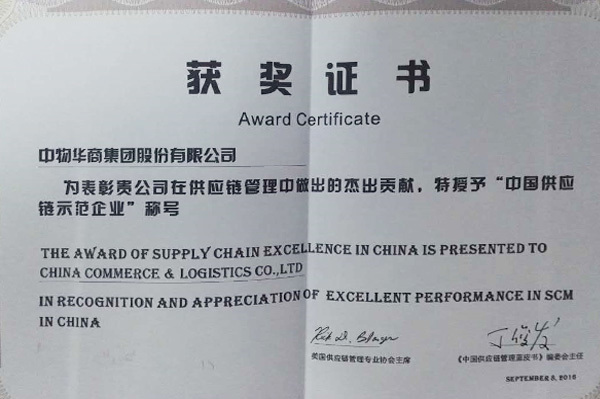 获奖证书
Award Certificate
中物华商集团股份有限公司
为表彰贵公司在供应链管理中做出的杰出贡献，特授予“中国供应
链示范企业”称号
THE AWARD OF SUPPLY CHAIN EXCELLENCE IN CHINA IS PRESENTED TO
CHINA COMMERCE & LOGISTICS CO.,LTD
IN RECOGNITION AND APPRECIATION OF EXCELLENT PERFORMANCE IN SCM
IN CHINA
美国供应链管理专业协会主席
《中国供应链管理蓝皮书》编委会主任
SEPTEMBER 8, 2016